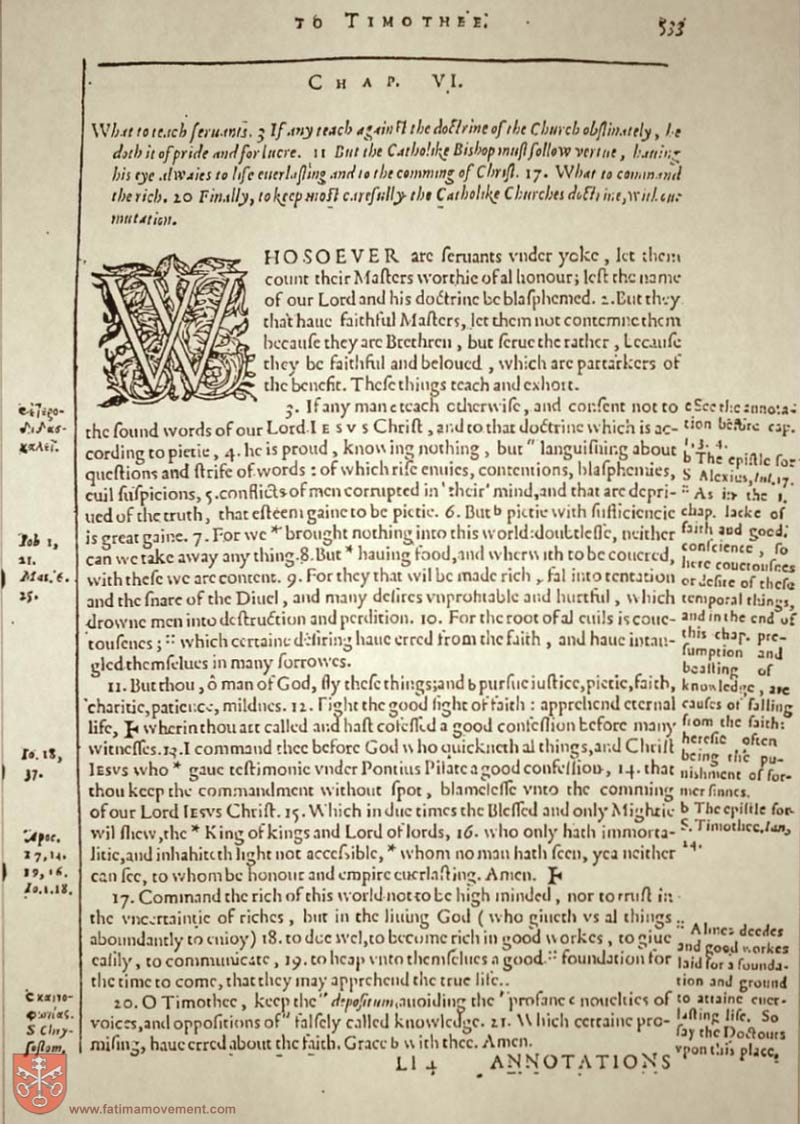 TO TIMOTHEE. 533
CHAP. VI.
What to teach seruants. 3 If any teach againſt the doctrine of the Church obſtinately, he
doth it of pride and for lucre. 11 But the Catholike Bishop muſt follow vertue, hauing
his eye alwaies to life euerlaſting and to the comming of Chriſt. 17. What to command
the rich. 20 Finally, to keep moſt carefully the Catholike Churches doctrine, without
mutation.
WHOSOEVER are ſeruants vnder yoke, let them
count their Maſters worthie of al honour; leſt the name
of our Lord and his doctrine be blaſphemed. 2. But they
that haue faithful Maſters, let them not contemne them
becauſe they are Brethren, but ſerue the rather, becauſe
they be faithful and beloued, which are partakers of
the benefit. Theſe things teach and exhort.
3. If any man c teach otherwiſe, and conſent not to
the ſound words of our Lord IESVS Chriſt, and to that doctrine which is ac-
cording to pietie, 4. he is proud, knowing nothing, but " languiſhing about
queſtions and ſtrife of words: of which riſe enuies, contentions, blaſphemies,
euil ſuſpicions, 5. conflicts of men corrupted in ' their' mind, and that are depri-
ued of the truth, that eſteem gaine to be pietie. 6. But b pietie with ſufficiencie
is great gaine. 7. For we * brought nothing into this world: doubtleſſe, neither
can we take away any thing. 8. But * hauing food, and wherwith to be couered,
with theſe we are content. 9. For they that wil be made rich, fal into tentation
and the ſnare of the Diuel, and many deſires vnprofitable and hurtful, which
drowne men into deſtruction and perdition. 10. For the root of al euils is coue-
touſenes; :: which certaine deſiring haue erred from the faith, and haue intan-
gled themſelues in many ſorrowes.
11. But thou, ô man of God, fly theſe things; and b purſue iuſtice, pietie, faith,
charitie, patience, mildnes. 12. Fight the good fight of faith: apprehend eternal
life, wherin thou art called and haſt cofeſſed a good confeſſion before many
witneſſes. 13. I command thee before God who quickneth al things, and Chriſt
IESVS who * gaue teſtimonie vnder Pontius Pilate a good confeſſion, 14. that
thou keep the commandment without ſpot, blameleſſe vnto the comming
of our Lord IESVS Chriſt. 15. Which in due times the Bleſſed and only Mightie
wil ſhew, the * King of kings and Lord of lords, 16. who only hath immorta-
litie, and inhabiteth light not acceſsible, * whom no man hath ſeen, yea neither
can ſee, to whom be honour and empire euerlaſting. Amen.
17. Command the rich of this world not to be high minded, nor to truſt in
the vncertaintie of riches, but in the liuing God (who giueth vs al things
aboundantly to enioy) 18. to doe wel, to become rich in good workes, to giue
eaſily, to communicate, 19. to heap vnto themſelues a good :: foundation for
the time to come, that they may apprehend the true life.
20. O Timothee, keep the " depoſitum, auoiding the ' profane c nouelties of
voices, and oppoſitions of " falſely called knowledge. 21. Which certaine pro-
miſing, haue erred about the faith. Grace b with thee. Amen.
Ll 4 ANNOTATIONS
Iob 1,
21.
Mat. 6.
25.
Io. 18,
37.
Apoc.
17, 14.
19, 16.
Io. 1. 18.
S Chry-
ſoſtom,
c See the annota-
tion before cap.
1. 3. 4.
b The epiſtle for
S Alexius, Iul. 17.
:: As in the 1.
chap. lacke of
faith and good
conſcience, ſo
here couetouſnes
or deſire of theſe
temporal things,
and in the end of
this chap. pre-
ſumption and
boaſting of
knowledge, are
cauſes of falling
from the faith:
hereſie often
being the pu-
niſhment of for-
mer ſinnes.
b The epiſtle for
S. Timothee, Ian,
24.
:: Almes deedes
and good workes
laid for a founda-
tion and ground
to attaine euer-
laſting life. So
ſay the Doctours
vpon this place.
www.fatimamovement.com